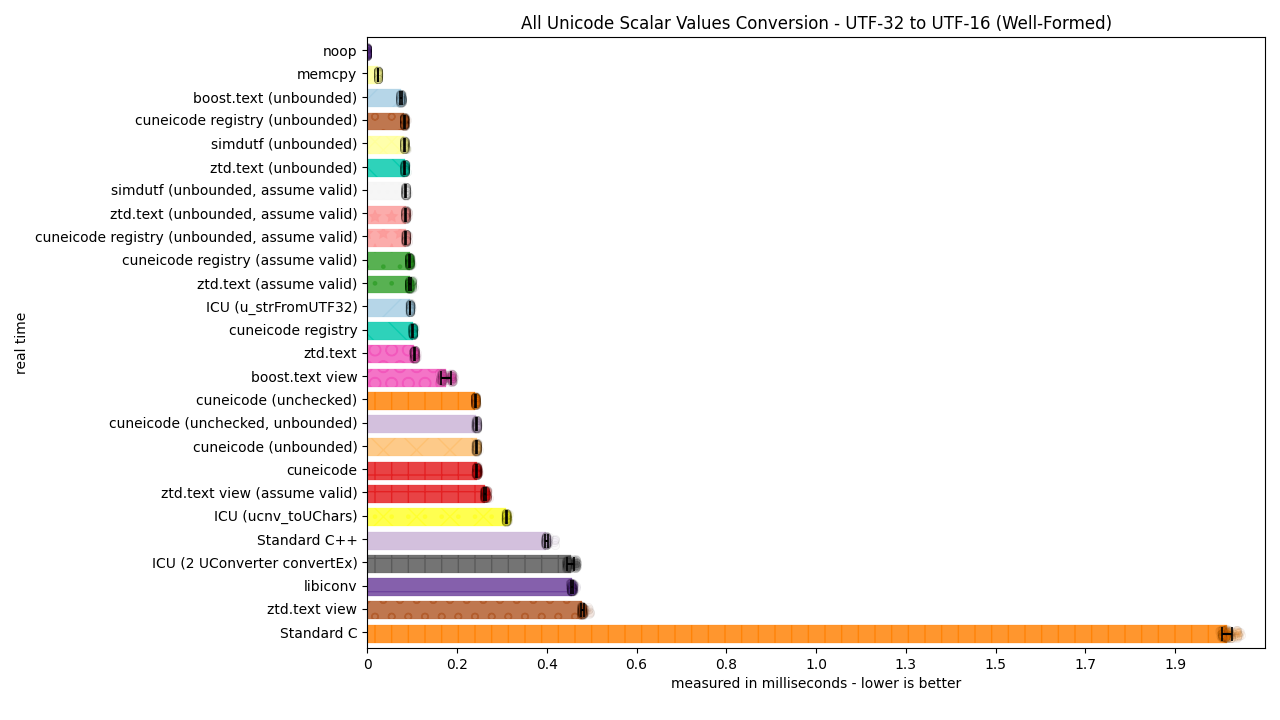 All Unicode Scalar Values Conversion - UTF-32 to UTF-16 (Well-Formed)
noop
memcpy
boost.text (unbounded)
cuneicode registry (unbounded)
simdutf (unbounded)
ztd.text (unbounded)
simdutf (unbounded, assume valid)
ztd.text (unbounded, assume valid)
cuneicode registry (unbounded, assume valid)
cuneicode registry (assume valid)
ztd.text (assume valid)
ICU (u_strFromUTF32)
cuneicode registry
ztd.text
boost.text view
cuneicode (unchecked)
cuneicode (unchecked, unbounded)
cuneicode (unbounded)
cuneicode
ztd.text view (assume valid)
ICU (ucnv_toUChars)
Standard C++
ICU (2 UConverter convertEx)
libiconv
ztd.text view
Standard C
real time
0 0.2 0.4 0.6 0.8 1.0 1.3 1.5 1.7 1.9
measured in milliseconds - lower is better